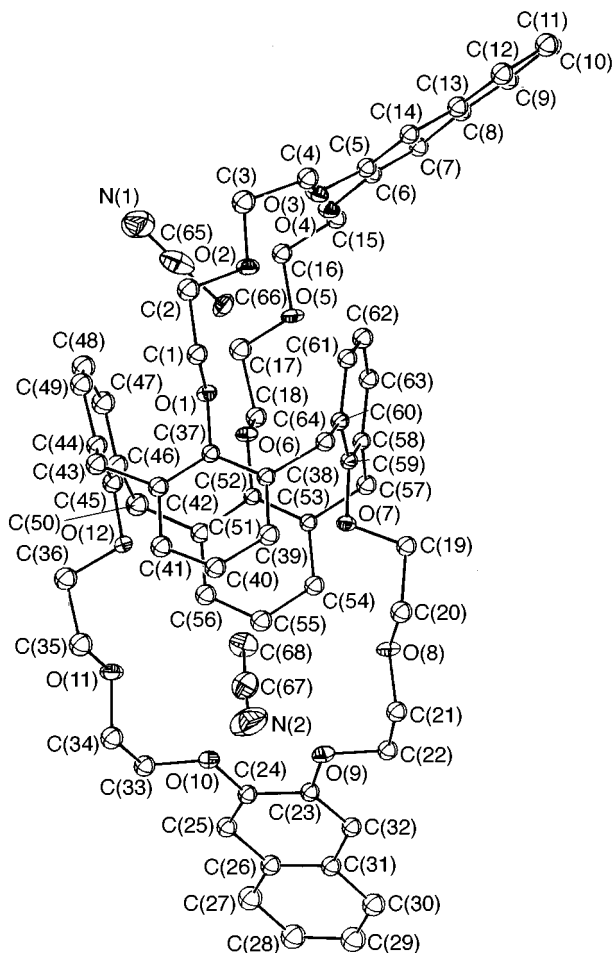 C(11)
C(12)
C(10)
C(13)
C(9)
C(14)
C(8)
C(5)
C(7)
C(4)
C(3)
C(6)
N(1)
O(3)
O(4)
C(65)
C(15)
O(2)
C(16)
C(2)
C(66)
O(5)
C(62)
C(48)
C(1)
C(61)
C(17)
C(49)
C(47)
C(63)
O(1)
C(18)
C(64)
C(60)
C(37)
C(44)
O(6)
C(58)
C(43)
C(46)
C(38)
C(59)
C(52)
C(53)
C(57)
C(45)
C(42)
C(51)
O(7)
C(50)
O(12)
C(39)
C(19)
C(36)
C(41)
C(40)
C(54)
C(20)
C(56)
C(55)
C(35)
C(68)
O(8)
O(11)
C(67)
N(2)
C(21)
C(34)
C(22)
O(9)
C(33)
O(10)
C(24)
C(23)
C(25)
C(32)
C(26)
C(31)
C(27)
C(30)
C(28)
C(29)